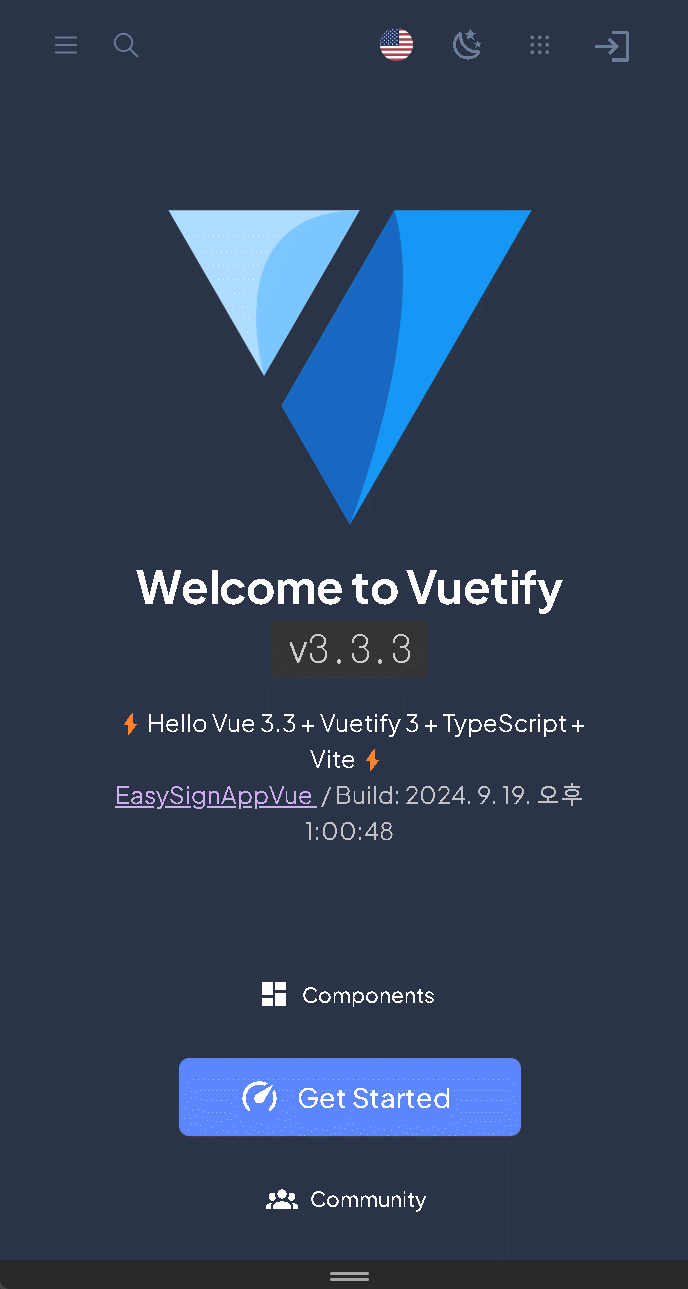 Welcome to Vuetify
v3.3.3
Hello Vue 3.3 + Vuetify 3 + TypeScript +
Vite
EasySignAppVue / Build: 2024. 9. 19. 오후
1:00:48
Components
Get Started
Community